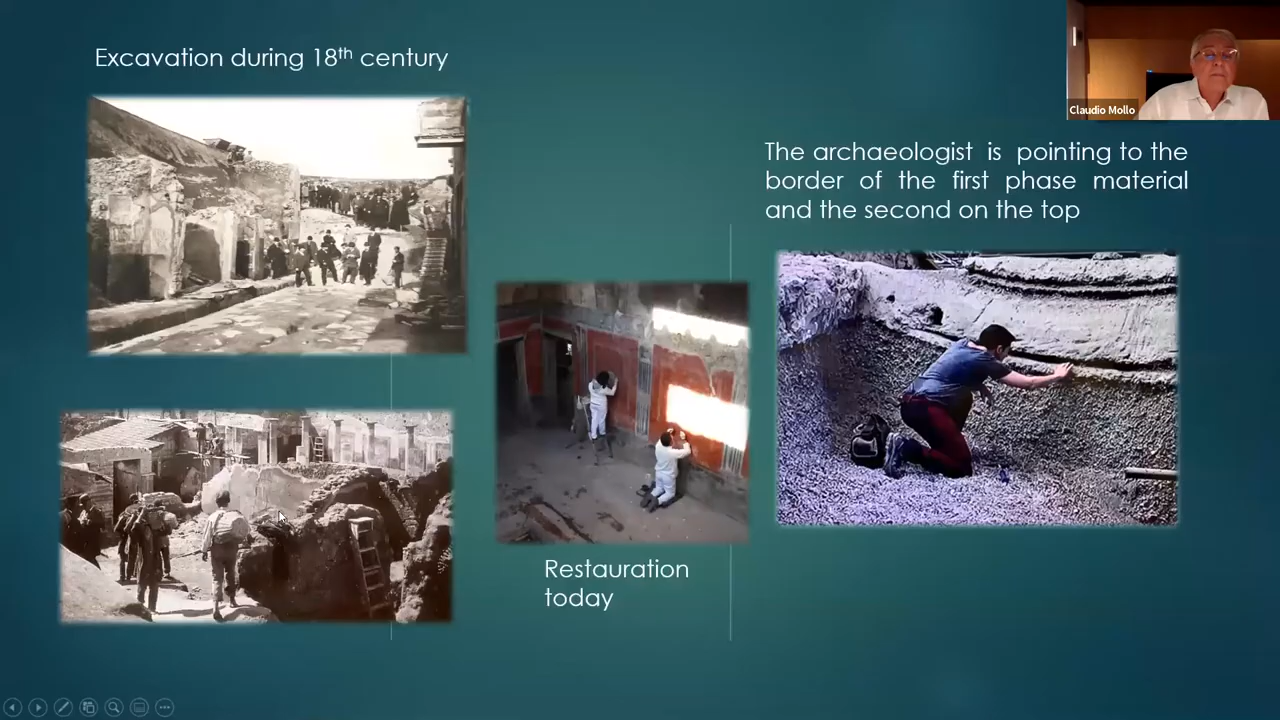 Excavation during 18th century
Claudio Mollo
The archaeologist is pointing to the
border of the first phase material
and the second on the top
Restauration
today